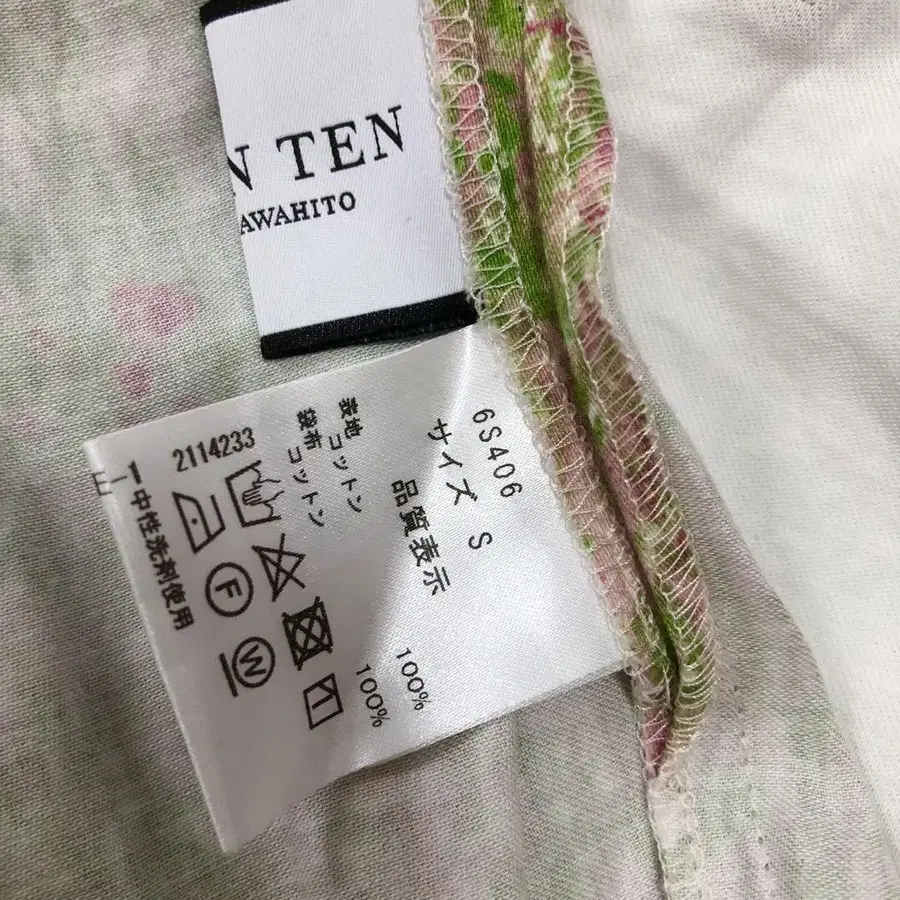 N TEN
AWAHITO
6S406
サイズ S
品質表示
表地 コットン 100%
袋布 コットン 100%
2114233
F
W
中性洗剤使用